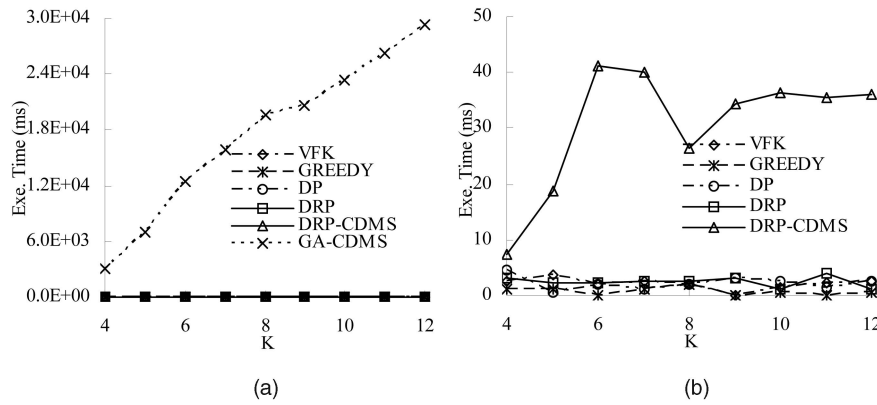 3.0E+04
2.4E+04
1.8E+04
1.2E+04
6.0E+03
0.0E+00
Exe. Time (ms)
VFK
GREEDY
DP
DRP
DRP-CDMS
GA-CDMS
4 6 8 10 12
K
(a)
50
40
30
20
10
0
Exe. Time (ms)
VFK
GREEDY
DP
DRP
DRP-CDMS
4 6 8 10 12
K
(b)